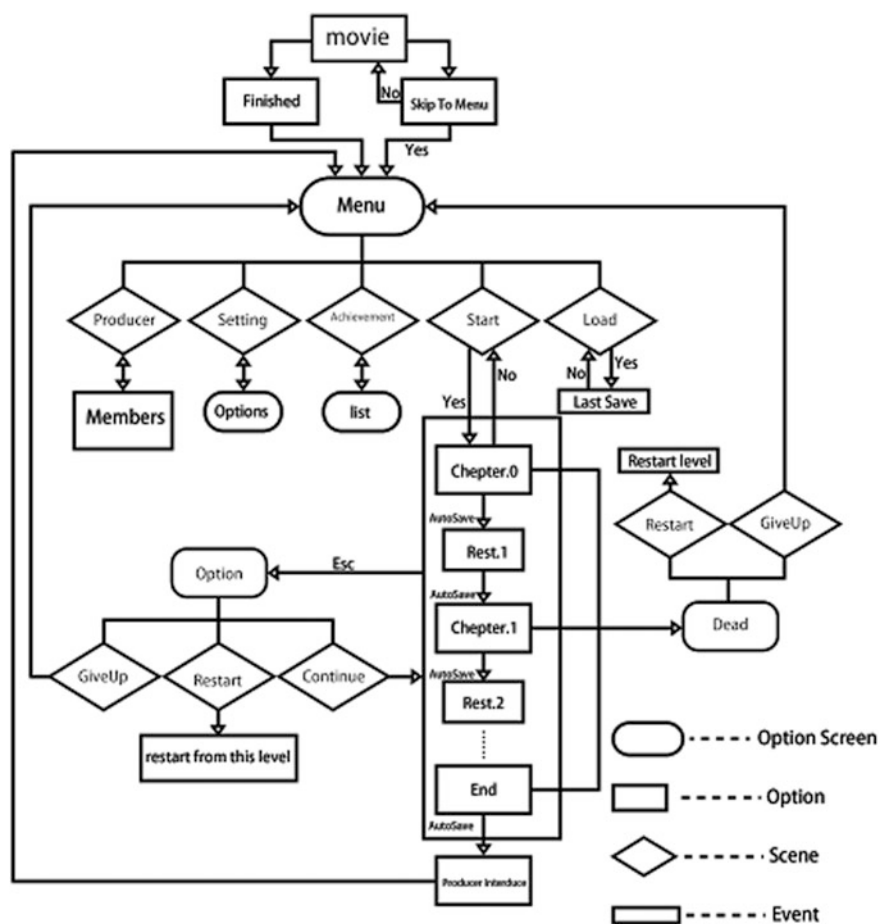 movie
Finished
No
Skip To Menu
Yes
Menu
Producer
Setting
Achievement
Start
Load
No
Yes
No
Yes
Members
Options
list
Last Save
Chepter.0
Restart level
AutoSave
Restart
GiveUp
Rest.1
Esc
Option
AutoSave
Chepter.1
Dead
GiveUp
Restart
Continue
AutoSave
Rest.2
restart from this level
Option Screen
End
Option
AutoSave
Scene
Producer Interduce
Event